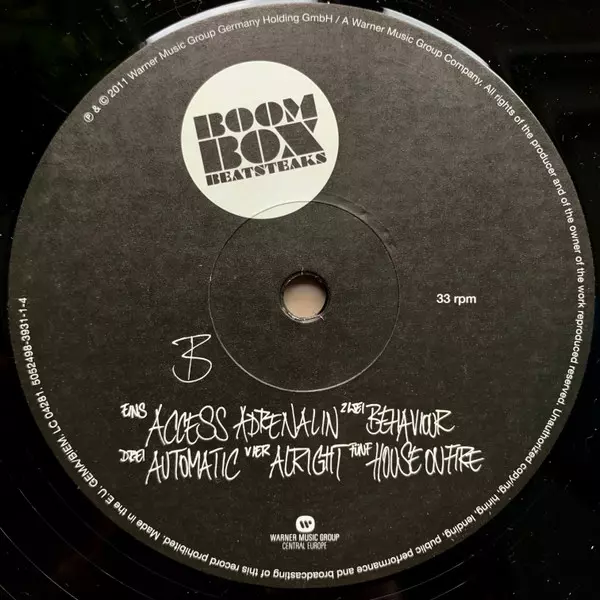 ℗ & © 2011 Warner Music Group Germany Holding GmbH / A Warner Music Group Company. All rights of the producer and of the owner of the work reproduced reserved. Unauthorized copying, hiring, lending, public performance and broadcasting of this record prohibited. Made in the E.U. GEMA/BIEM. LC 04281. 5052498-3931-1-4
BOOM
BOX
BEATSTEAKS
33 rpm
B
EINS ACCESS ADRENALIN ZWEI BEHAVIOUR
DREI AUTOMATIC VIER ALRIGHT FÜNF HOUSE ON FIRE
WARNER MUSIC GROUP
CENTRAL EUROPE